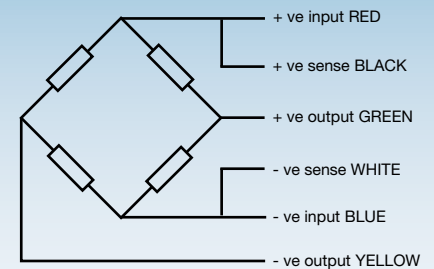 + ve input RED
+ ve sense BLACK
+ ve output GREEN
- ve sense WHITE
- ve input BLUE
- ve output YELLOW